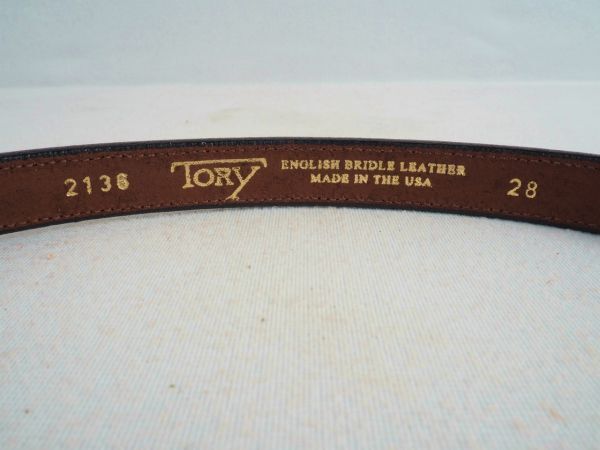 2136
TORY
ENGLISH BRIDLE LEATHER
MADE IN THE USA
28